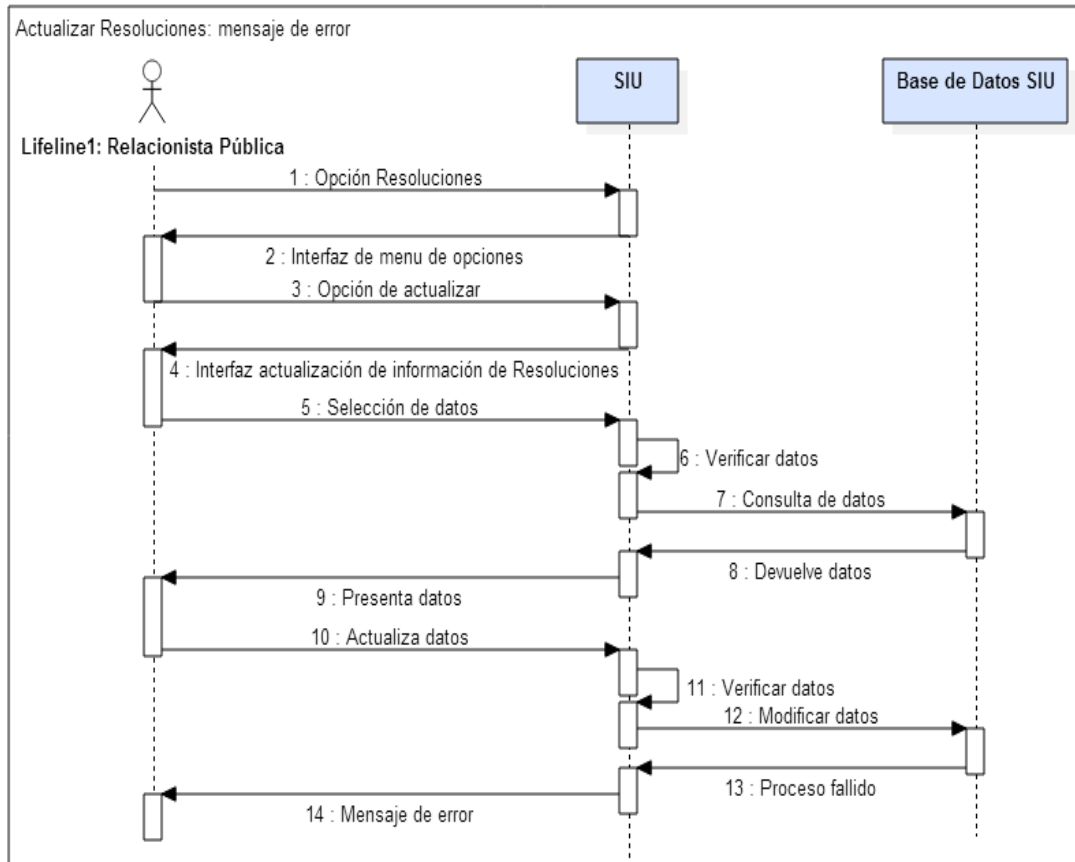 Actualizar Resoluciones: mensaje de error
SIU
Base de Datos SIU
Lifeline1: Relacionista Pública
1 : Opción Resoluciones
2 : Interfaz de menu de opciones
3 : Opción de actualizar
4 : Interfaz actualización de información de Resoluciones
5 : Selección de datos
6 : Verificar datos
7 : Consulta de datos
8 : Devuelve datos
9 : Presenta datos
10 : Actualiza datos
11 : Verificar datos
12 : Modificar datos
13 : Proceso fallido
14 : Mensaje de error